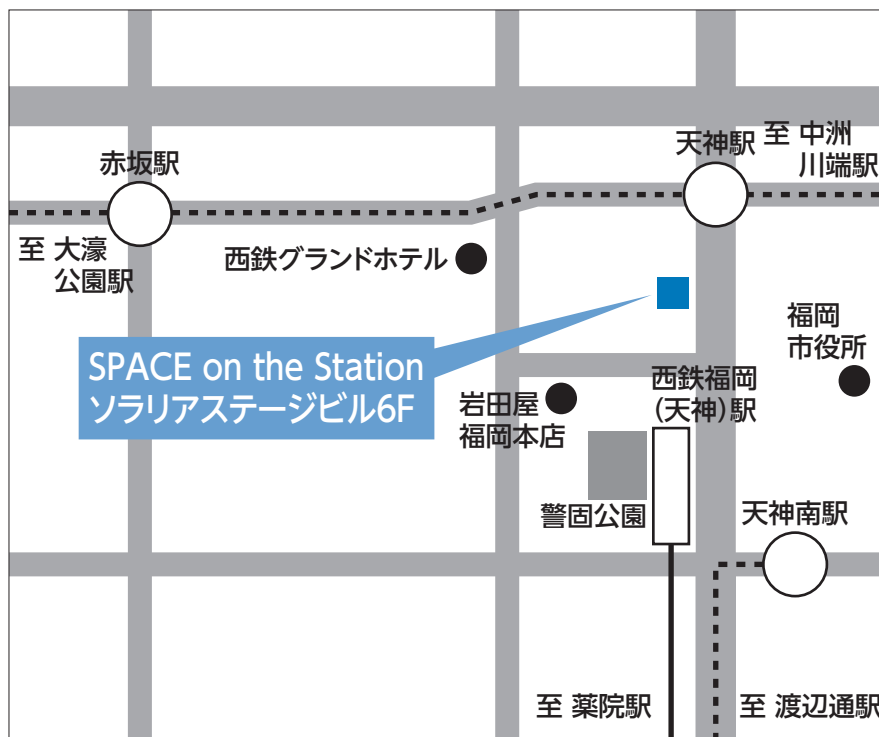 赤坂駅
天神駅
至 中洲
川端駅
至 大濠
公園駅
西鉄グランドホテル
福岡
市役所
SPACE on the Station
ソラリアステージビル6F
西鉄福岡
(天神)駅
岩田屋
福岡本店
警固公園
天神南駅
至 薬院駅
至 渡辺通駅